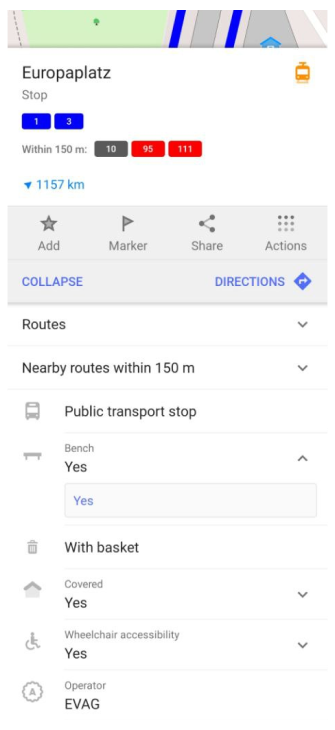 Europaplatz
Stop
1 3
Within 150 m: 10 95 111
1157 km
Add Marker Share Actions
COLLAPSE DIRECTIONS
Routes
Nearby routes within 150 m
Public transport stop
Bench
Yes
Yes
With basket
Covered
Yes
Wheelchair accessibility
Yes
Operator
EVAG